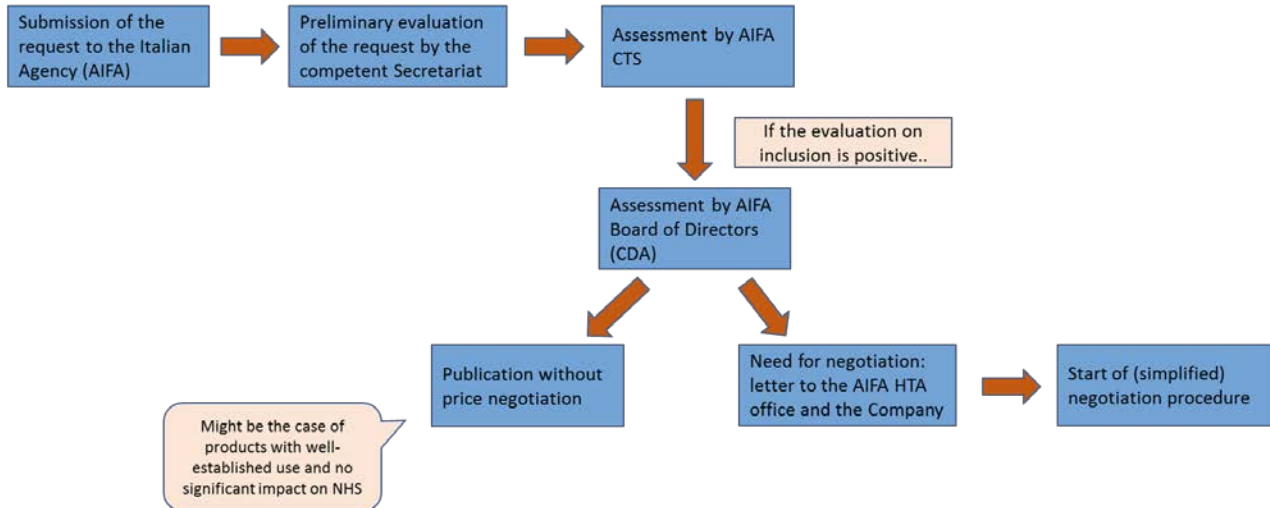 Submission of the
request to the Italian
Agency (AIFA)
Preliminary evaluation
of the request by the
competent Secretariat
Assessment by AIFA
CTS
If the evaluation on
inclusion is positive..
Assessment by AIFA
Board of Directors
(CDA)
Publication without
price negotiation
Need for negotiation:
letter to the AIFA HTA
office and the Company
Start of (simplified)
negotiation procedure
Might be the case of
products with well-
established use and no
significant impact on NHS